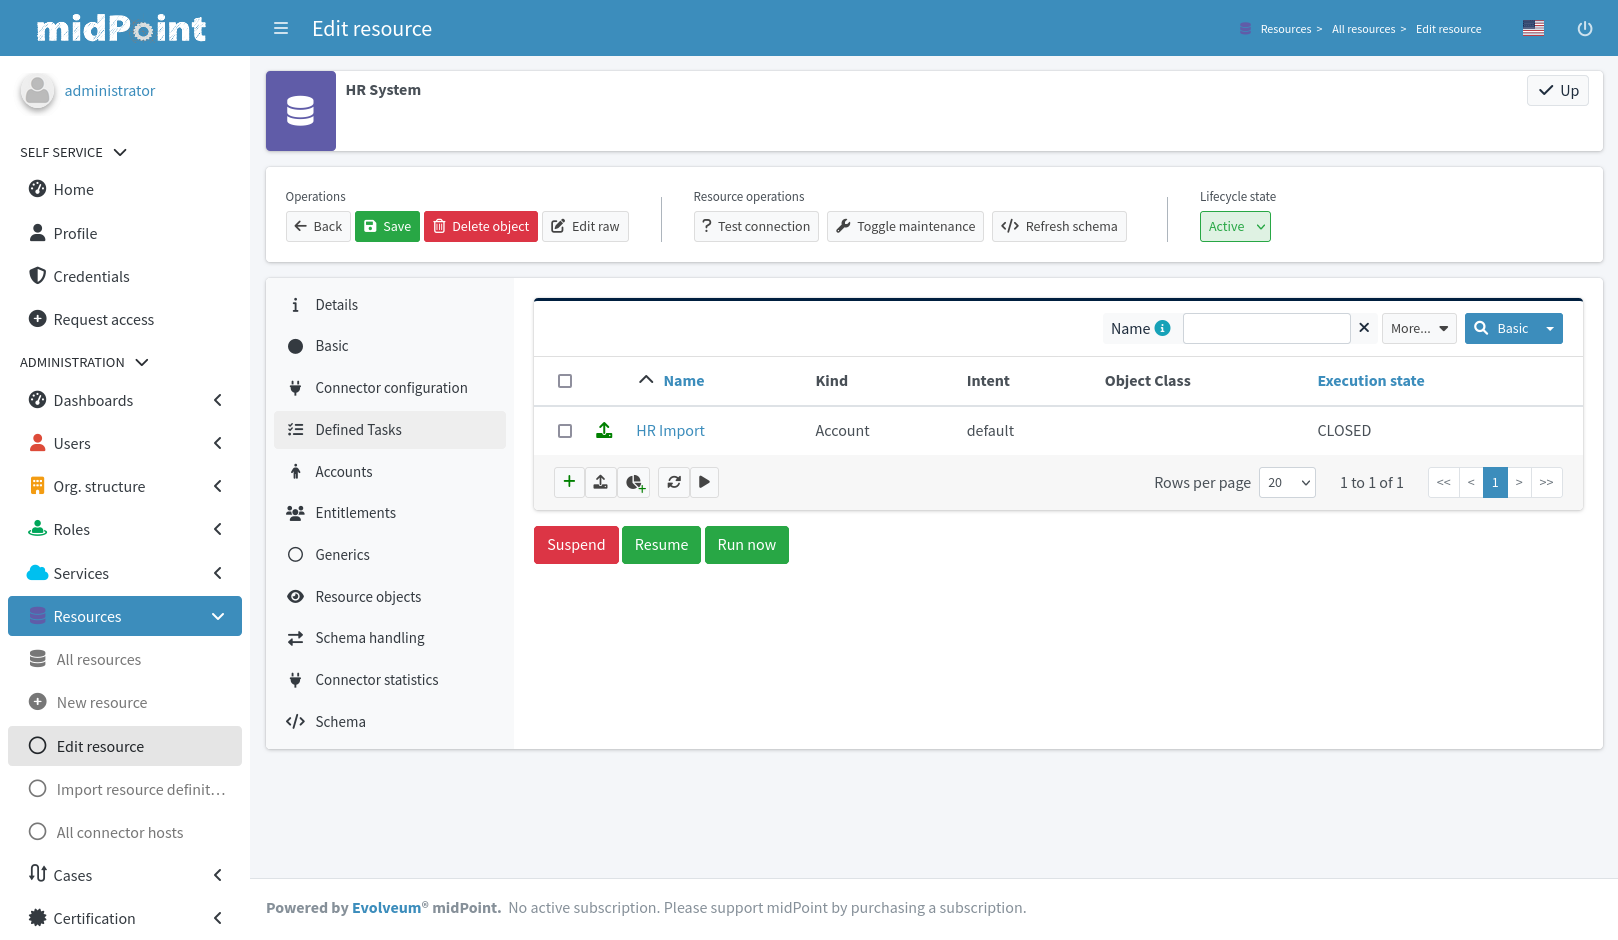 midPoint
Edit resource
Resources > All resources > Edit resource
administrator
SELF SERVICE
Home
Profile
Credentials
Request access
ADMINISTRATION
Dashboards
Users
Org. structure
Roles
Services
Resources
All resources
New resource
Edit resource
Import resource definit...
All connector hosts
Cases
Certification
HR System
Up
Operations
Back Save Delete object Edit raw
Resource operations
? Test connection Toggle maintenance Refresh schema
Lifecycle state
Active
Details
Basic
Connector configuration
Defined Tasks
Accounts
Entitlements
Generics
Resource objects
Schema handling
Connector statistics
Schema
Name More... Basic
Name Kind Intent Object Class Execution state
HR Import Account default CLOSED
Rows per page 20 1 to 1 of 1 << < 1 > >>
Suspend Resume Run now
Powered by Evolveum® midPoint. No active subscription. Please support midPoint by purchasing a subscription.